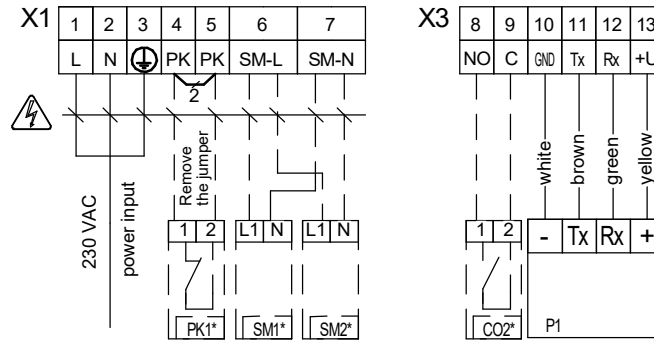 X1 1 2 3 4 5 6 7
L N PK PK SM-L SM-N
2
Remove
the jumper
230 VAC
power input
1 2 L1 N L1 N
PK1* SM1* SM2*
X3 8 9 10 11 12 13
NO C GND Tx Rx +U
white
brown
green
yellow
1 2 - Tx Rx +
CO2* P1